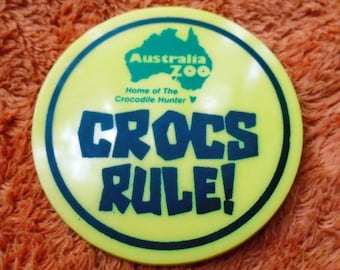 Australia
ZOO
Home of The
Crocodile Hunter
CROCS
RULE!